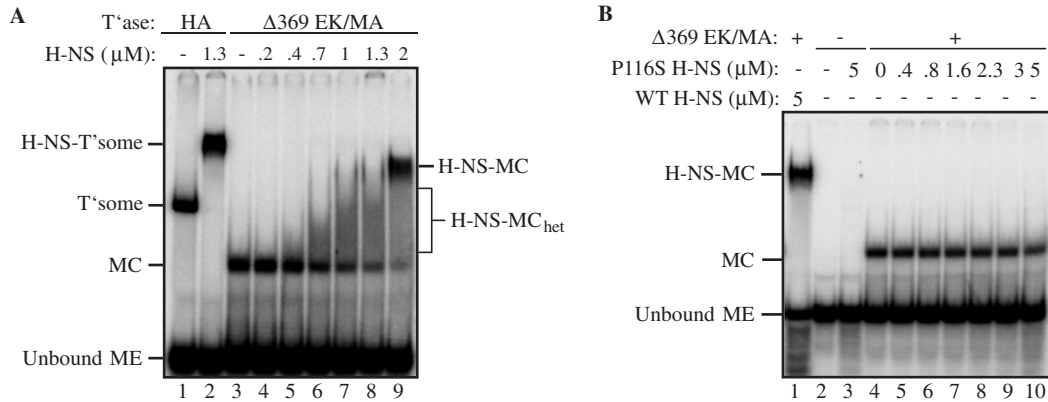 A
T‘ase: HA Δ369 EK/MA
H-NS (μM): - 1.3 - .2 .4 .7 1 1.3 2
H-NS-T’some
T‘some
MC
Unbound ME
H-NS-MC
H-NS-MChet
1 2 3 4 5 6 7 8 9
B
Δ369 EK/MA: + - +
P116S H-NS (μM): - - 5 0 .4 .8 1.6 2.3 3 5
WT H-NS (μM): 5 - - - - - - - - -
H-NS-MC
MC
Unbound ME
1 2 3 4 5 6 7 8 9 10